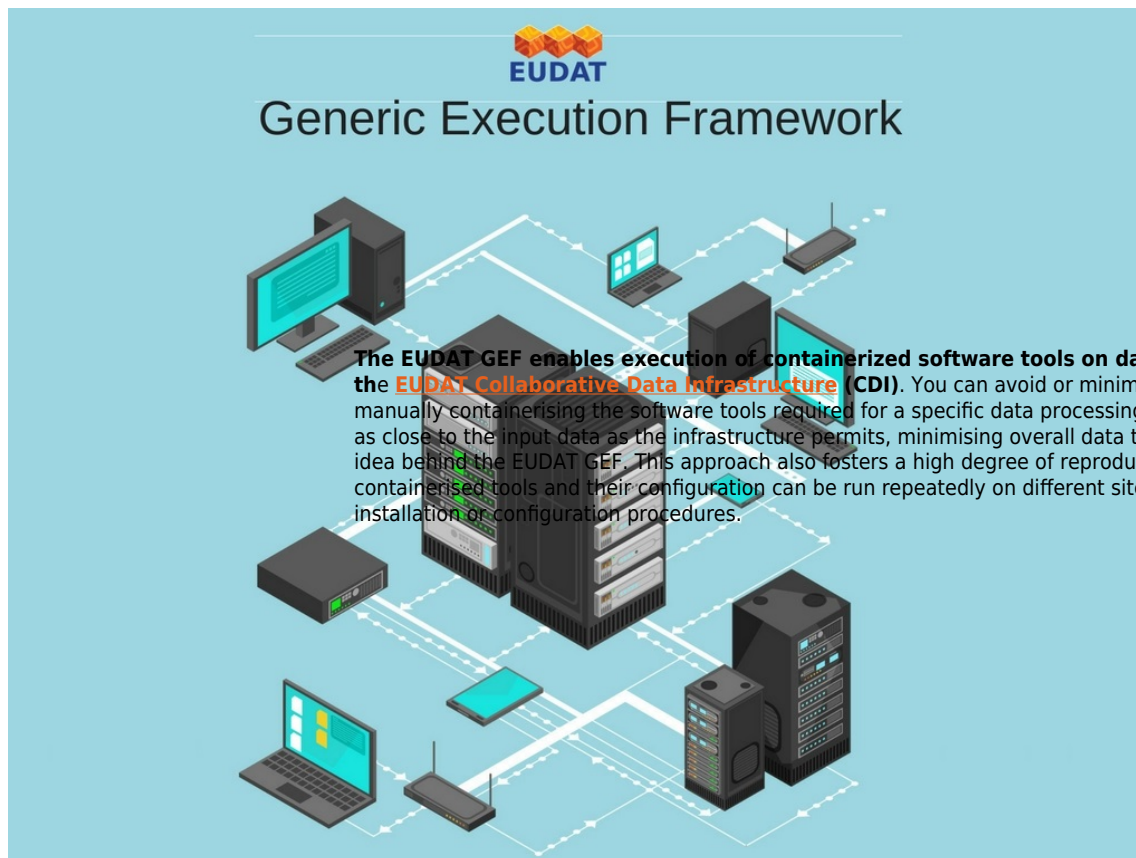 EUDAT
Generic Execution Framework
The EUDAT GEF enables execution of containerized software tools on da
the EUDAT Collaborative Data Infrastructure (CDI). You can avoid or minim
manually containerising the software tools required for a specific data processing
as close to the input data as the infrastructure permits, minimising overall data t
idea behind the EUDAT GEF. This approach also fosters a high degree of reprodu
containerised tools and their configuration can be run repeatedly on different site
installation or configuration procedures.